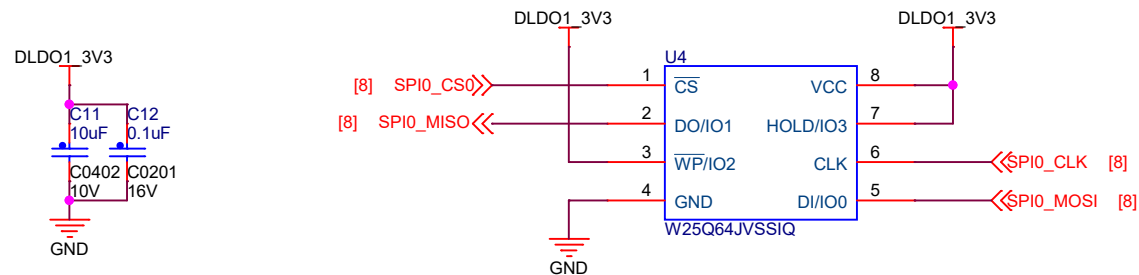 DLDO1_3V3
C11
10uF
C0402
10V
C12
0.1uF
C0201
16V
GND
DLDO1_3V3
DLDO1_3V3
U4
[8] SPI0_CS0
1
CS
VCC
8
[8] SPI0_MISO
2
DO/IO1
HOLD/IO3
7
3
WP/IO2
CLK
6
SPI0_CLK [8]
4
GND
DI/IO0
5
SPI0_MOSI [8]
W25Q64JVSSIQ
GND